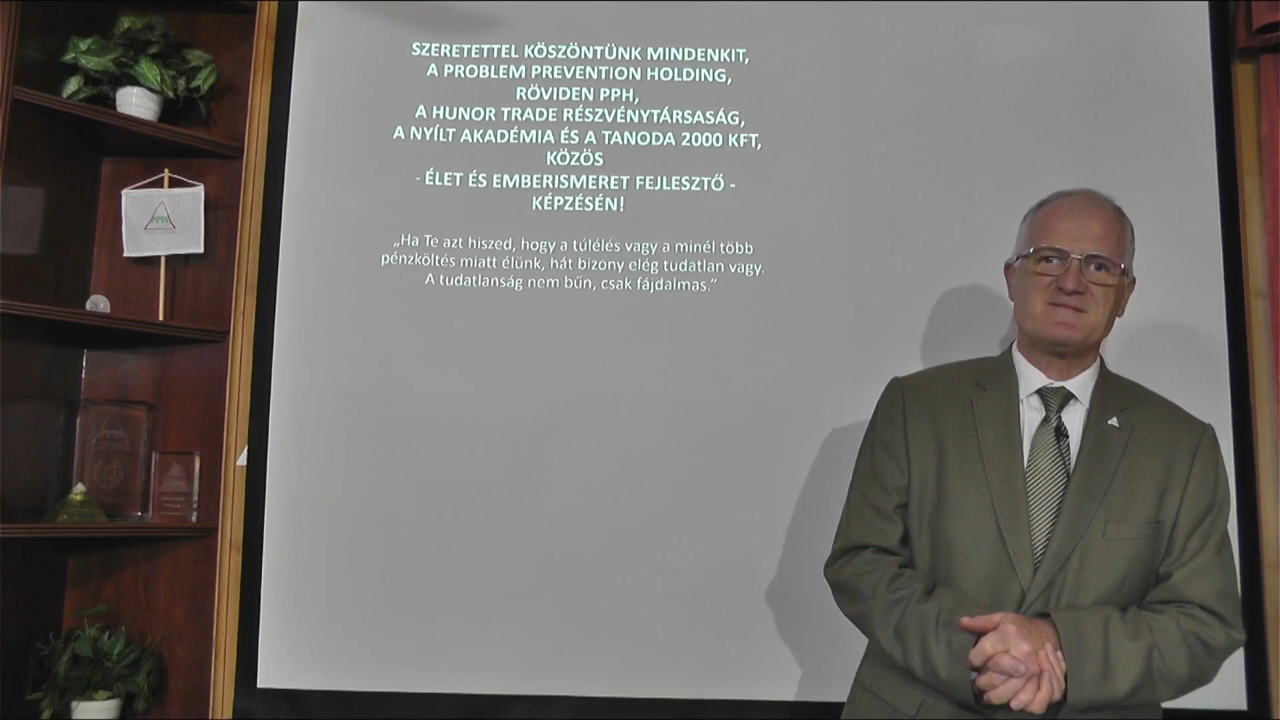 SZERETETTEL KÖSZÖNTÜNK MINDENKIT,
A PROBLEM PREVENTION HOLDING,
RÖVIDEN PPH,
A HUNOR TRADE RÉSZVÉNYTÁRSASÁG,
A NYÍLT AKADÉMIA ÉS A TANODA 2000 KFT,
KÖZÖS
- ÉLET ÉS EMBERISMERET FEJLESZTŐ -
KÉPZÉSÉN!
„Ha Te azt hiszed, hogy a túlélés vagy a minél több
pénzköltés miatt élünk, hát bizony elég tudatlan vagy.
A tudatlanság nem bűn, csak fájdalmas.”